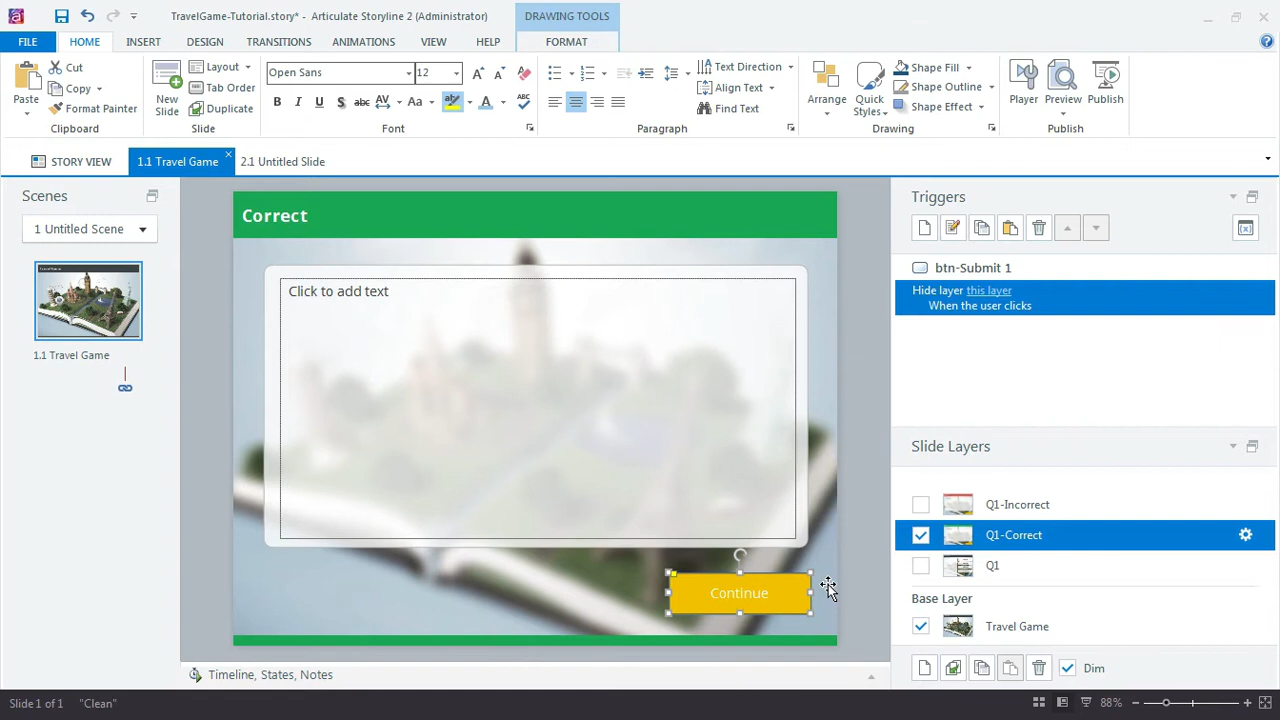 TravelGame-Tutorial.story* - Articulate Storyline 2 (Administrator)
DRAWING TOOLS
FILE
HOME
INSERT
DESIGN
TRANSITIONS
ANIMATIONS
VIEW
HELP
FORMAT
Paste
Cut
Copy
Format Painter
Clipboard
New Slide
Layout
Tab Order
Duplicate
Slide
Open Sans
12
B I U S abc AV Aa A ABC
Font
Text Direction
Align Text
Find Text
Paragraph
Arrange
Quick Styles
Shape Fill
Shape Outline
Shape Effect
Drawing
Player
Preview
Publish
Publish
STORY VIEW
1.1 Travel Game
2.1 Untitled Slide
Scenes
1 Untitled Scene
1.1 Travel Game
Correct
Click to add text
Continue
Timeline, States, Notes
Triggers
btn-Submit 1
Hide layer this layer
When the user clicks
Slide Layers
Q1-Incorrect
Q1-Correct
Q1
Base Layer
Travel Game
Dim
Slide 1 of 1
"Clean"
88%